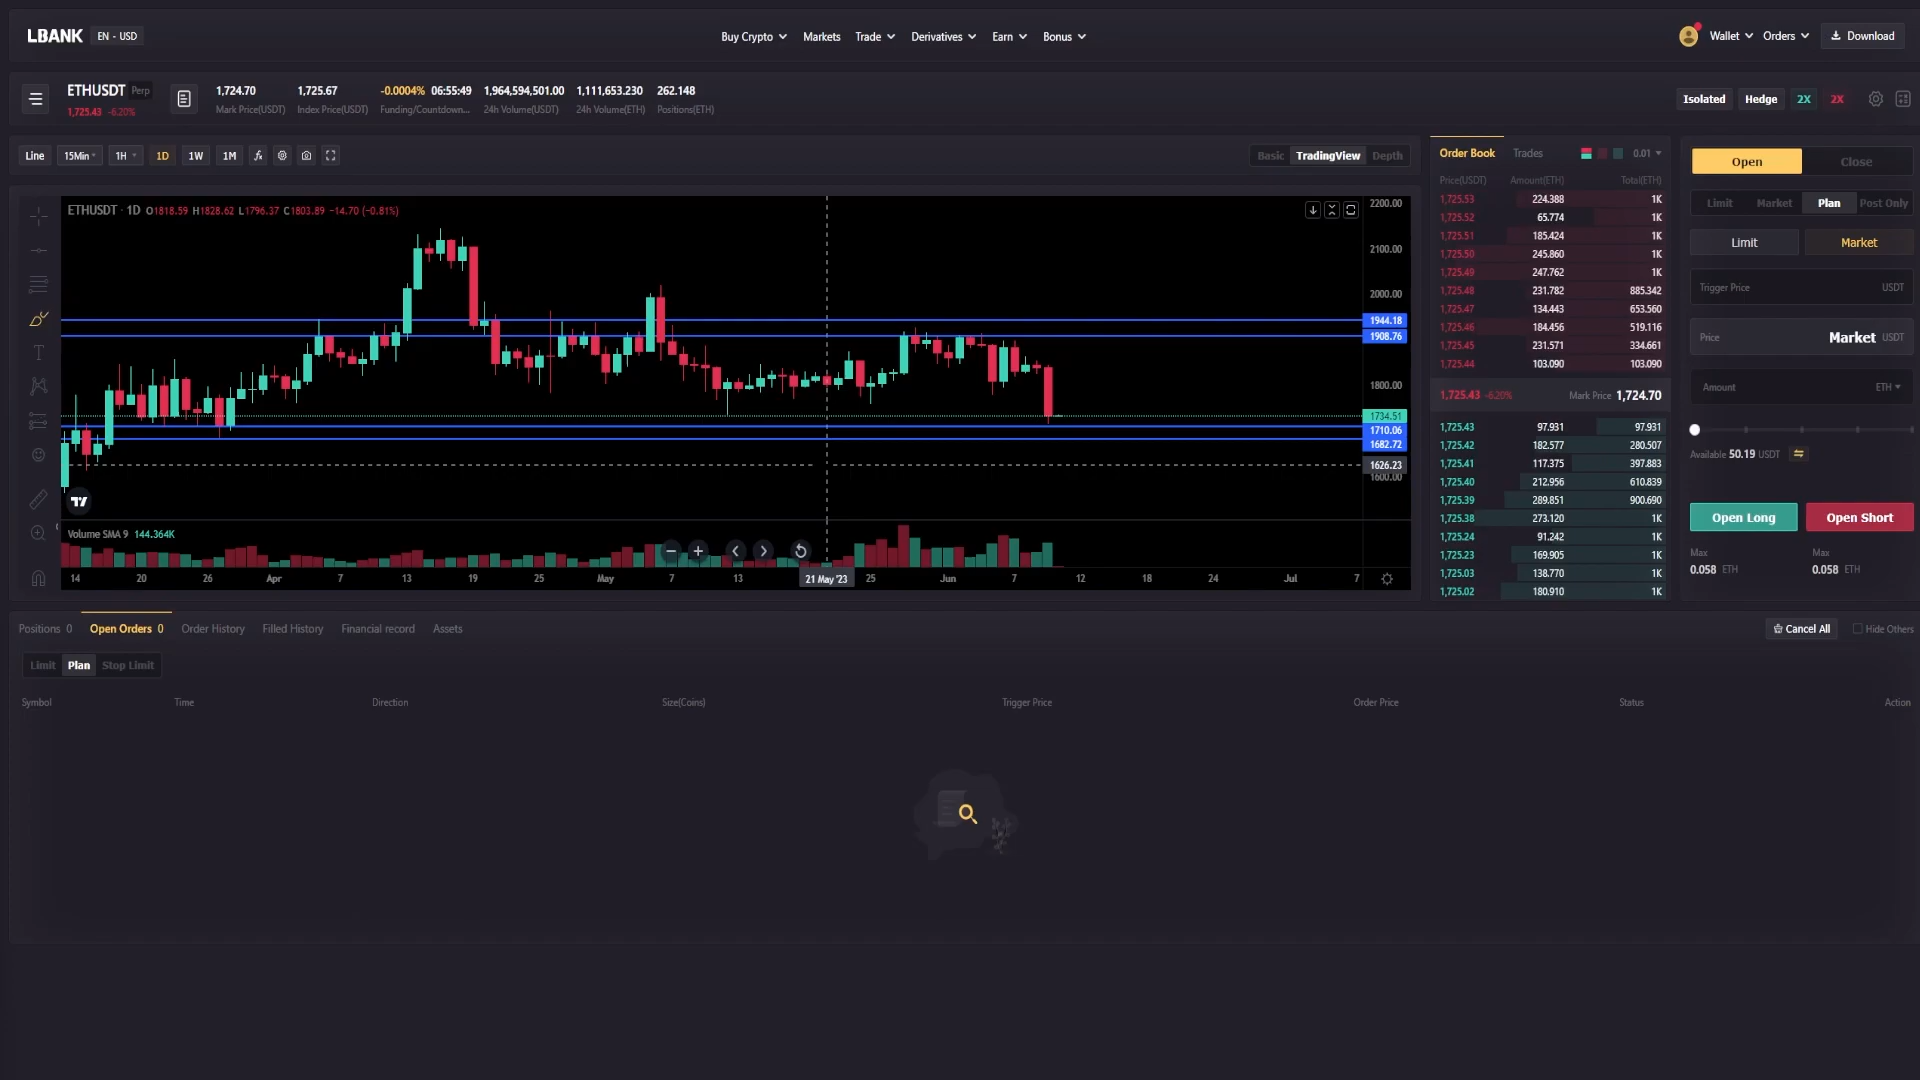 LBANK EN - USD Buy Crypto Markets Trade Derivatives Earn Bonus Wallet Orders Download
ETHUSDT Perp 1,724.70 1,725.67 -0.0004% 06:55:49 1,964,594,501.00 1,111,653.230 262.148
1,725.43 -6.20% Mark Price(USDT) Index Price(USDT) Funding/Countdown... 24h Volume(USDT) 24h Volume(ETH) Positions(ETH)
Isolated Hedge 2X 2X
Line 15Min 1H 1D 1W 1M Basic TradingView Depth
ETHUSDT · 1D O1818.59 H1828.62 L1796.37 C1803.89 -14.70 (-0.81%)
2200.00
2100.00
2000.00
1944.18
1908.76
1800.00
1734.51
1710.06
1682.72
1626.23
1600.00
Volume SMA 9 144.364K
14 20 26 Apr 7 13 19 25 May 7 13 21 May '23 25 Jun 7 12 18 24 Jul 7
Order Book Trades 0.01
Price(USDT) Amount(ETH) Total(ETH)
1,725.53 224.388 1K
1,725.52 65.774 1K
1,725.51 185.424 1K
1,725.50 245.860 1K
1,725.49 247.762 1K
1,725.48 231.782 885.342
1,725.47 134.443 653.560
1,725.46 184.456 519.116
1,725.45 231.571 334.661
1,725.44 103.090 103.090
1,725.43 -6.20% Mark Price 1,724.70
1,725.43 97.931 97.931
1,725.42 182.577 280.507
1,725.41 117.375 397.883
1,725.40 212.956 610.839
1,725.39 289.851 900.690
1,725.38 273.120 1K
1,725.24 91.242 1K
1,725.23 169.905 1K
1,725.03 138.770 1K
1,725.02 180.910 1K
Open Close
Limit Market Plan Post Only
Limit Market
Trigger Price USDT
Price Market USDT
Amount ETH
Available 50.19 USDT
Open Long Open Short
Max Max
0.058 ETH 0.058 ETH
Positions 0 Open Orders 0 Order History Filled History Financial record Assets Cancel All Hide Others
Limit Plan Stop Limit
Symbol Time Direction Size(Coins) Trigger Price Order Price Status Action